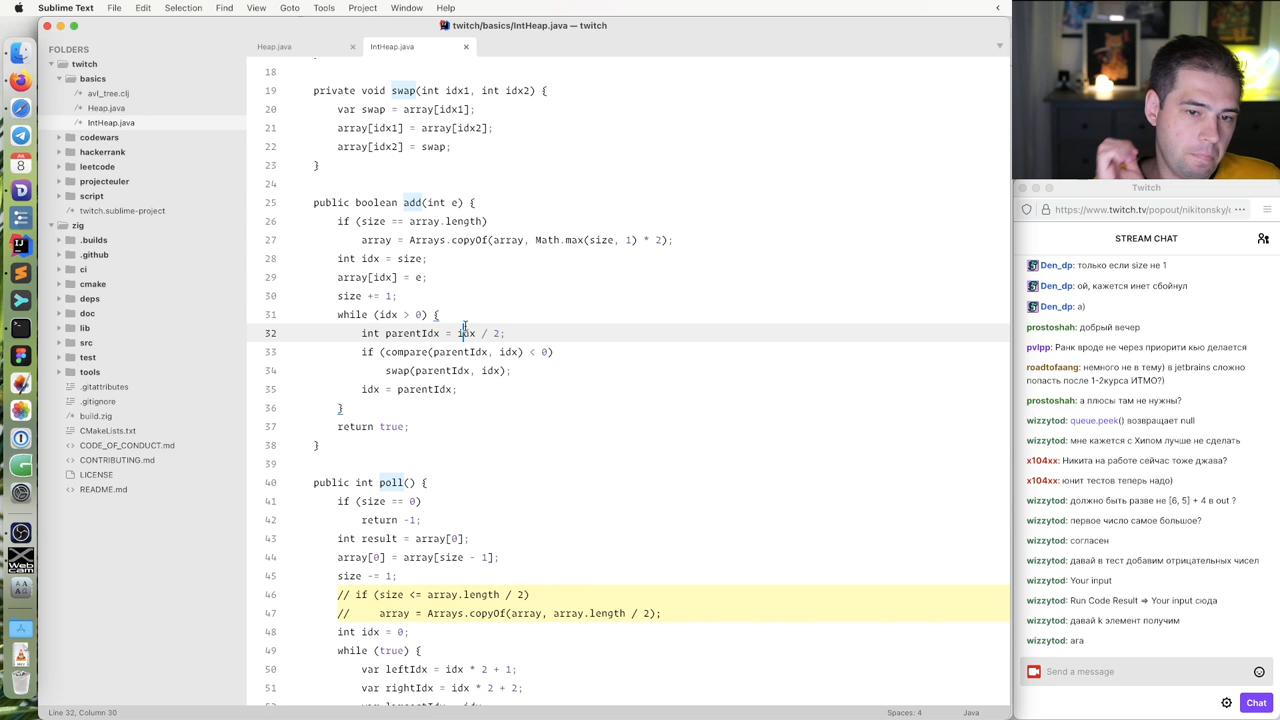 Sublime Text File Edit Selection Find View Goto Tools Project Window Help
twitch/basics/IntHeap.java — twitch
FOLDERS
twitch
basics
avl_tree.clj
Heap.java
IntHeap.java
codewars
hackerrank
leetcode
projecteuler
script
twitch.sublime-project
zig
.builds
.github
ci
cmake
deps
doc
lib
src
test
tools
.gitattributes
.gitignore
build.zig
CMakeLists.txt
CODE_OF_CONDUCT.md
CONTRIBUTING.md
LICENSE
README.md
Heap.java IntHeap.java
18
19 private void swap(int idx1, int idx2) {
20 var swap = array[idx1];
21 array[idx1] = array[idx2];
22 array[idx2] = swap;
23 }
24
25 public boolean add(int e) {
26 if (size == array.length)
27 array = Arrays.copyOf(array, Math.max(size, 1) * 2);
28 int idx = size;
29 array[idx] = e;
30 size += 1;
31 while (idx > 0) {
32 int parentIdx = idx / 2;
33 if (compare(parentIdx, idx) < 0)
34 swap(parentIdx, idx);
35 idx = parentIdx;
36 }
37 return true;
38 }
39
40 public int poll() {
41 if (size == 0)
42 return -1;
43 int result = array[0];
44 array[0] = array[size - 1];
45 size -= 1;
46 // if (size <= array.length / 2)
47 // array = Arrays.copyOf(array, array.length / 2);
48 int idx = 0;
49 while (true) {
50 var leftIdx = idx * 2 + 1;
51 var rightIdx = idx * 2 + 2;
Line 32, Column 30
Spaces: 4 Java
JUL
8
Twitch
https://www.twitch.tv/popout/nikitonsky/
STREAM CHAT
Den_dp: только если size не 1
Den_dp: ой, кажется инет сбойнул
Den_dp: а)
prostoshah: добрый вечер
pvlpp: Ранк вроде не через приорити кью делается
roadtofaang: немного не в тему) в jetbrains сложно
попасть после 1-2курса ИТМО?)
prostoshah: а плюсы там не нужны?
wizzytod: queue.peek() возвращает null
wizzytod: мне кажется с Хипом лучше не сделать
x104xx: Никита на работе сейчас тоже джава?
x104xx: юнит тестов теперь надо)
wizzytod: должно быть разве не [6, 5] + 4 в out ?
wizzytod: первое число самое большое?
wizzytod: согласен
wizzytod: давай в тест добавим отрицательных чисел
wizzytod: Your input
wizzytod: Run Code Result => Your input сюда
wizzytod: давай k элемент получим
wizzytod: ага
Send a message
Chat